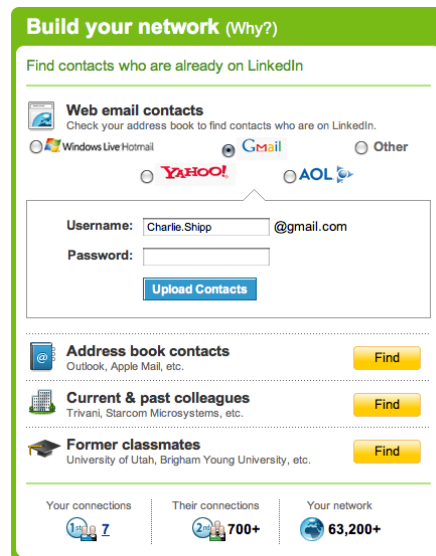 Build your network (Why?)
Find contacts who are already on LinkedIn
Web email contacts
Check your address book to find contacts who are on LinkedIn.
Windows Live Hotmail GMail Other
YAHOO! AOL
Username: Charlie.Shipp @gmail.com
Password:
Upload Contacts
@ Address book contacts Find
Outlook, Apple Mail, etc.
Current & past colleagues Find
Trivani, Starcom Microsystems, etc.
Former classmates Find
University of Utah, Brigham Young University, etc.
Your connections Their connections Your network
1st 7 2nd 700+ 63,200+